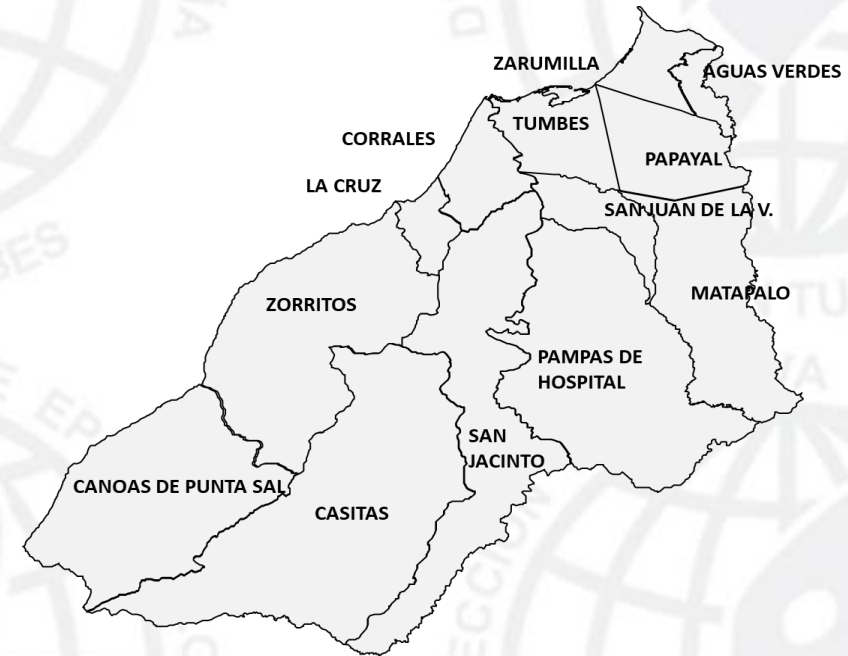 ZARUMILLA
AGUAS VERDES
TUMBES
CORRALES
PAPAYAL
LA CRUZ
SAN JUAN DE LA V.
MATAPALO
ZORRITOS
PAMPAS DE
HOSPITAL
SAN
JACINTO
CANOAS DE PUNTA SAL
CASITAS